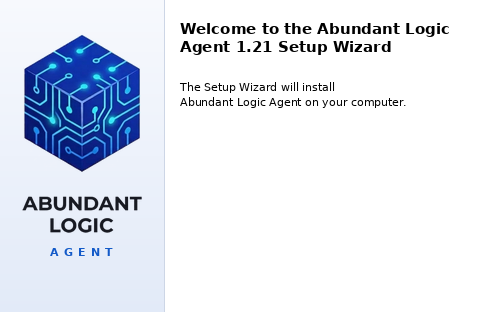 Welcome to the Abundant Logic
Agent 1.21 Setup Wizard
The Setup Wizard will install
Abundant Logic Agent on your computer.
ABUNDANT
LOGIC
AGENT